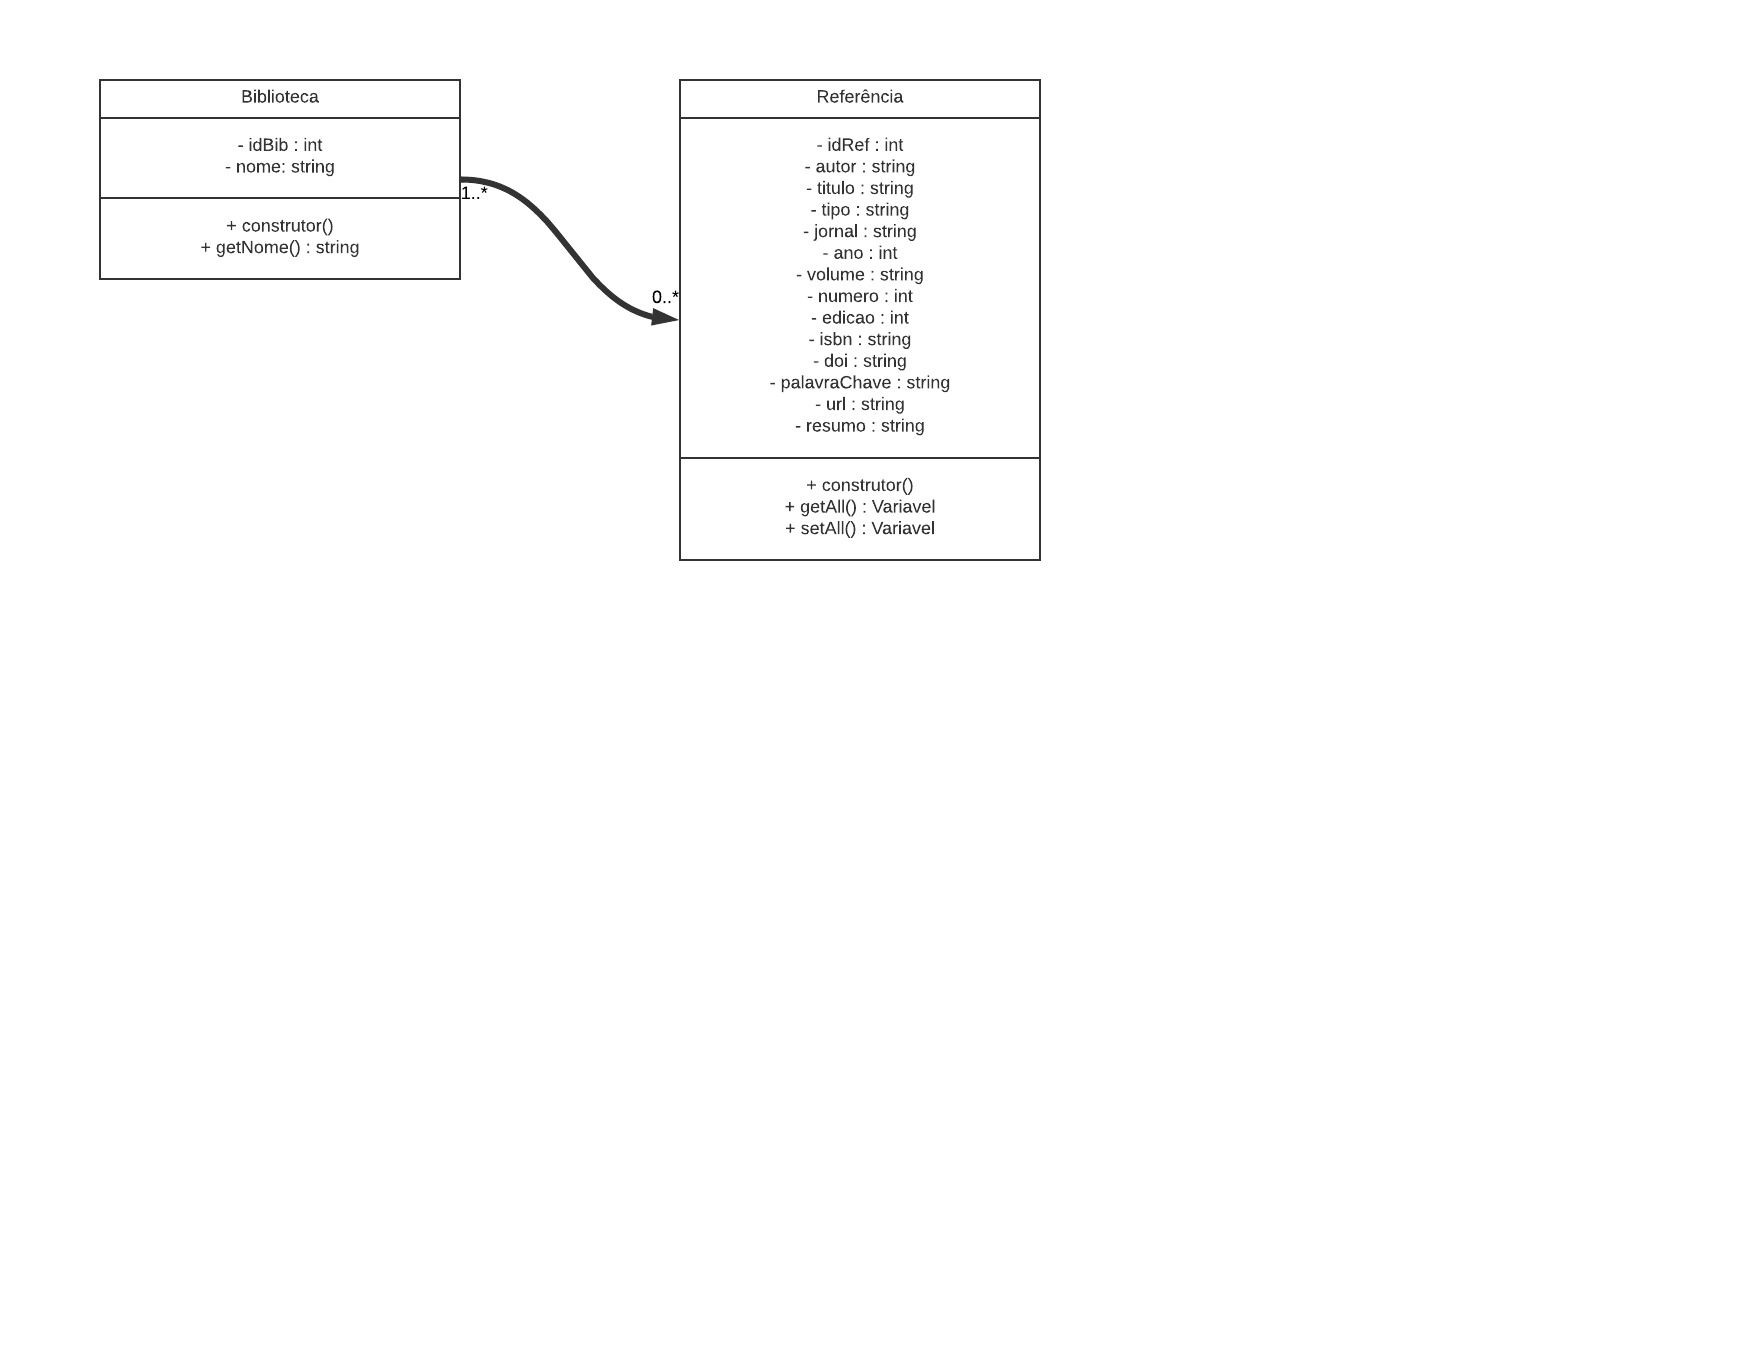 Biblioteca
- idBib : int
- nome: string
+ construtor()
+ getNome() : string
1..*
0..*
Referência
- idRef : int
- autor : string
- titulo : string
- tipo : string
- jornal : string
- ano : int
- volume : string
- numero : int
- edicao : int
- isbn : string
- doi : string
- palavraChave : string
- url : string
- resumo : string
+ construtor()
+ getAll() : Variavel
+ setAll() : Variavel